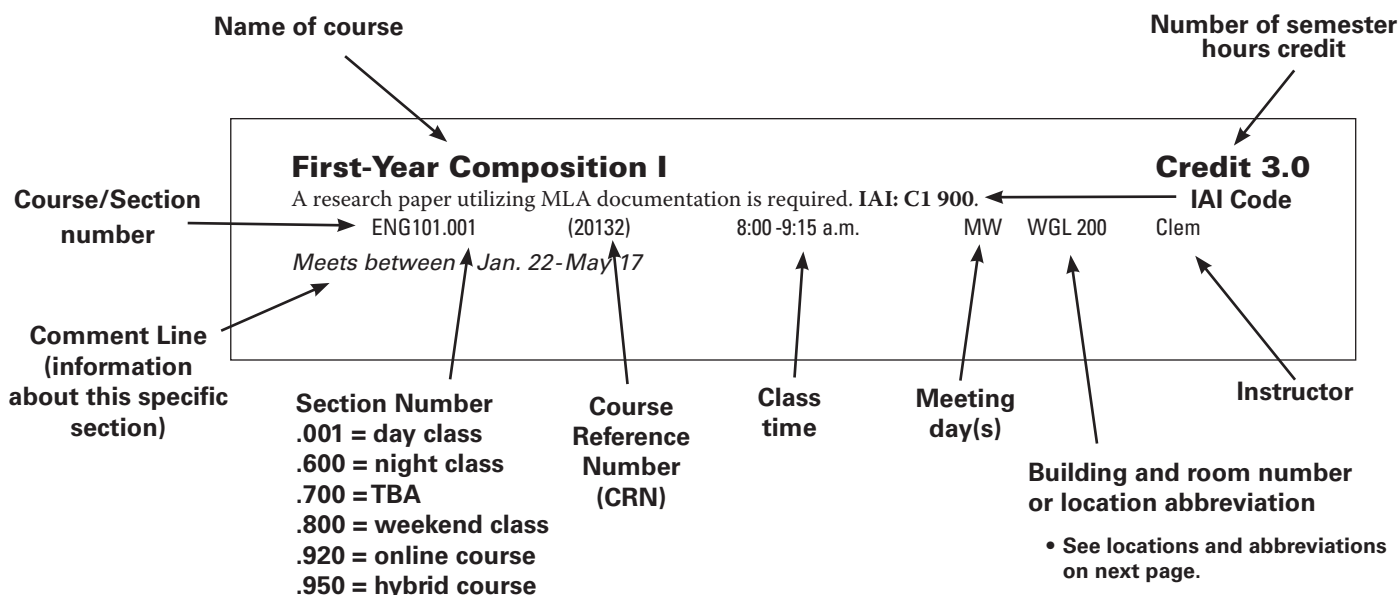 Name of course
Number of semester
hours credit
First-Year Composition I
Credit 3.0
A research paper utilizing MLA documentation is required. IAI: C1 900.
IAI Code
Course/Section
number
ENG101.001 (20132) 8:00 -9:15 a.m. MW WGL 200 Clem
Meets between Jan. 22-May 17
Comment Line
(information
about this specific
section)
Section Number
.001 = day class
.600 = night class
.700 = TBA
.800 = weekend class
.920 = online course
.950 = hybrid course
Course
Reference
Number
(CRN)
Class
time
Meeting
day(s)
Instructor
Building and room number
or location abbreviation
• See locations and abbreviations
on next page.